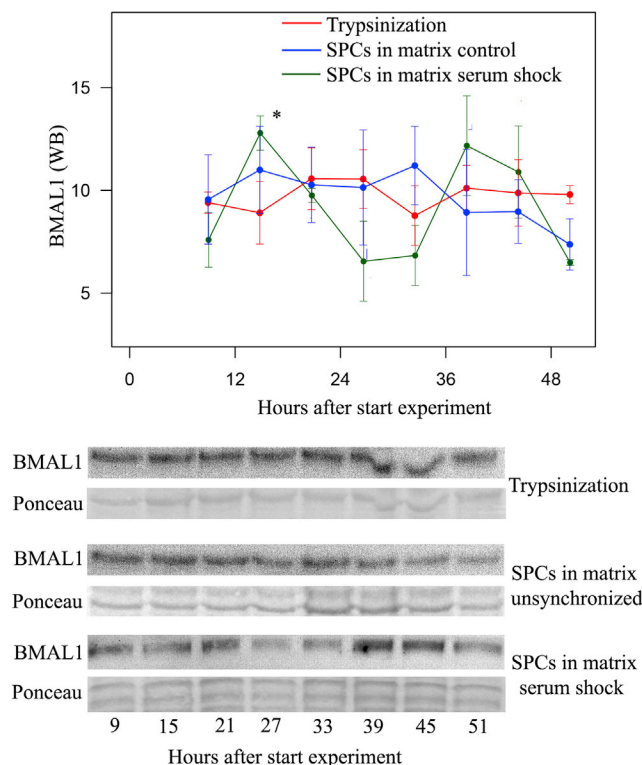 Trypsinization
SPCs in matrix control
SPCs in matrix serum shock
*
15
10
5
BMAL1 (WB)
0 12 24 36 48
Hours after start experiment
BMAL1
Ponceau
Trypsinization
BMAL1
Ponceau
SPCs in matrix
unsynchronized
BMAL1
Ponceau
SPCs in matrix
serum shock
9 15 21 27 33 39 45 51
Hours after start experiment